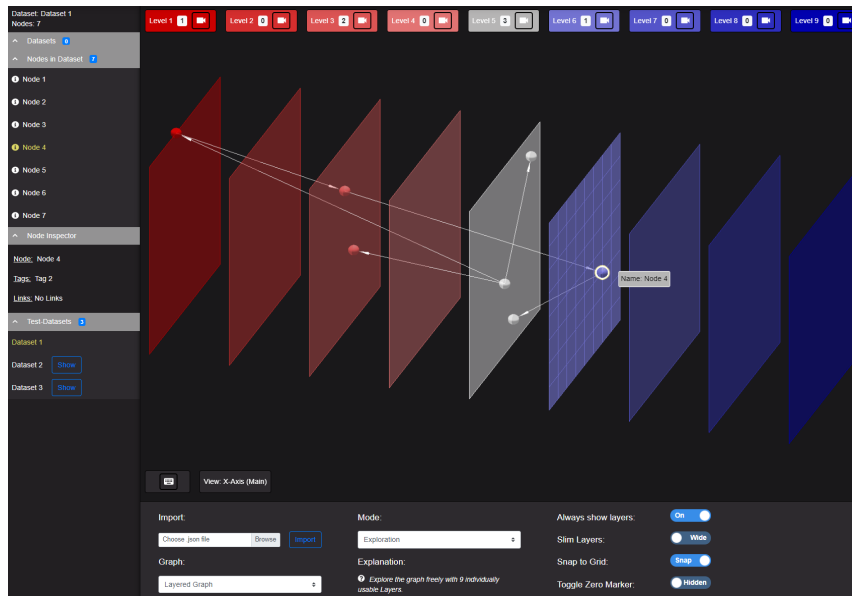 Dataset: Dataset 1
Nodes: 7
Datasets 0
Nodes in Dataset 7
Node 1
Node 2
Node 3
Node 4
Node 5
Node 6
Node 7
Node Inspector
Node: Node 4
Tags: Tag 2
Links: No Links
Test-Datasets 3
Dataset 1
Dataset 2 Show
Dataset 3 Show
Level 1 1
Level 2 0
Level 3 2
Level 4 0
Level 5 3
Level 6 1
Level 7 0
Level 8 0
Level 9 0
Name: Node 4
View: X-Axis (Main)
Import:
Choose .json file Browse Import
Graph:
Layered Graph
Mode:
Exploration
Explanation:
Explore the graph freely with 9 individually
usable Layers.
Always show layers: On
Slim Layers: Wide
Snap to Grid: Snap
Toggle Zero Marker: Hidden